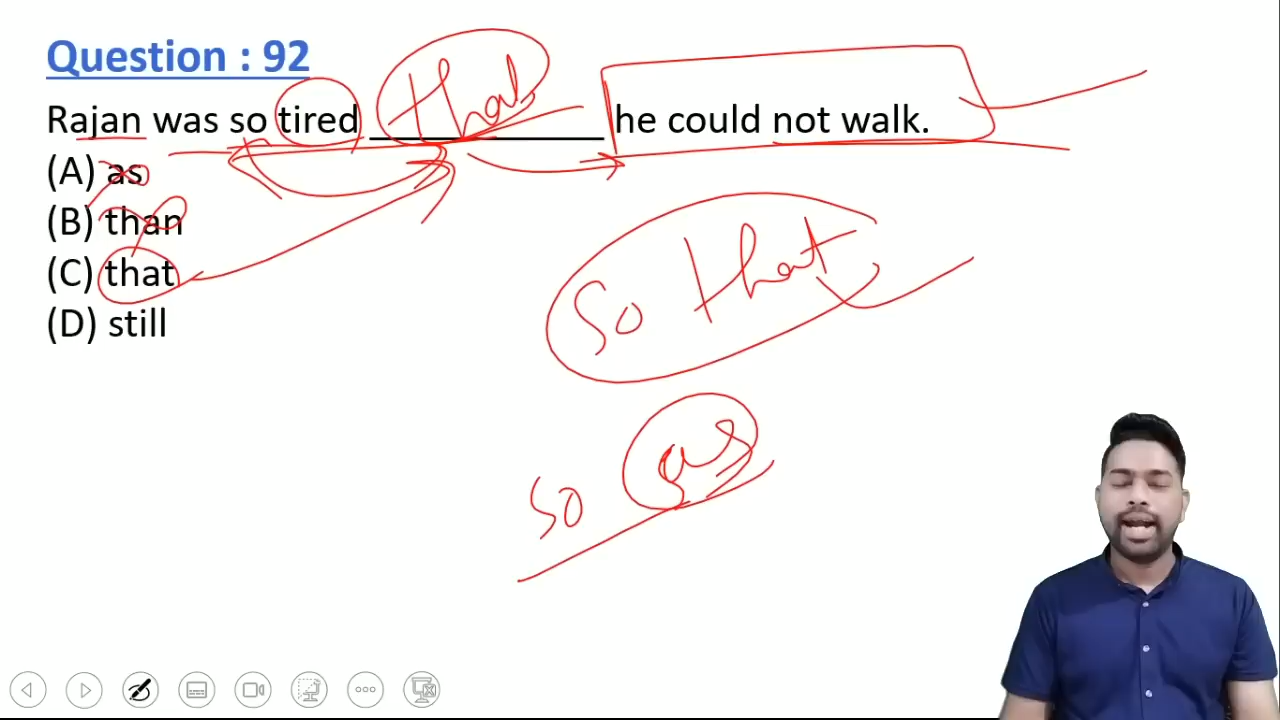 Question : 92
Rajan was so tired ____________ he could not walk.
that
(A) as
(B) than
(C) that
(D) still
So that
so as